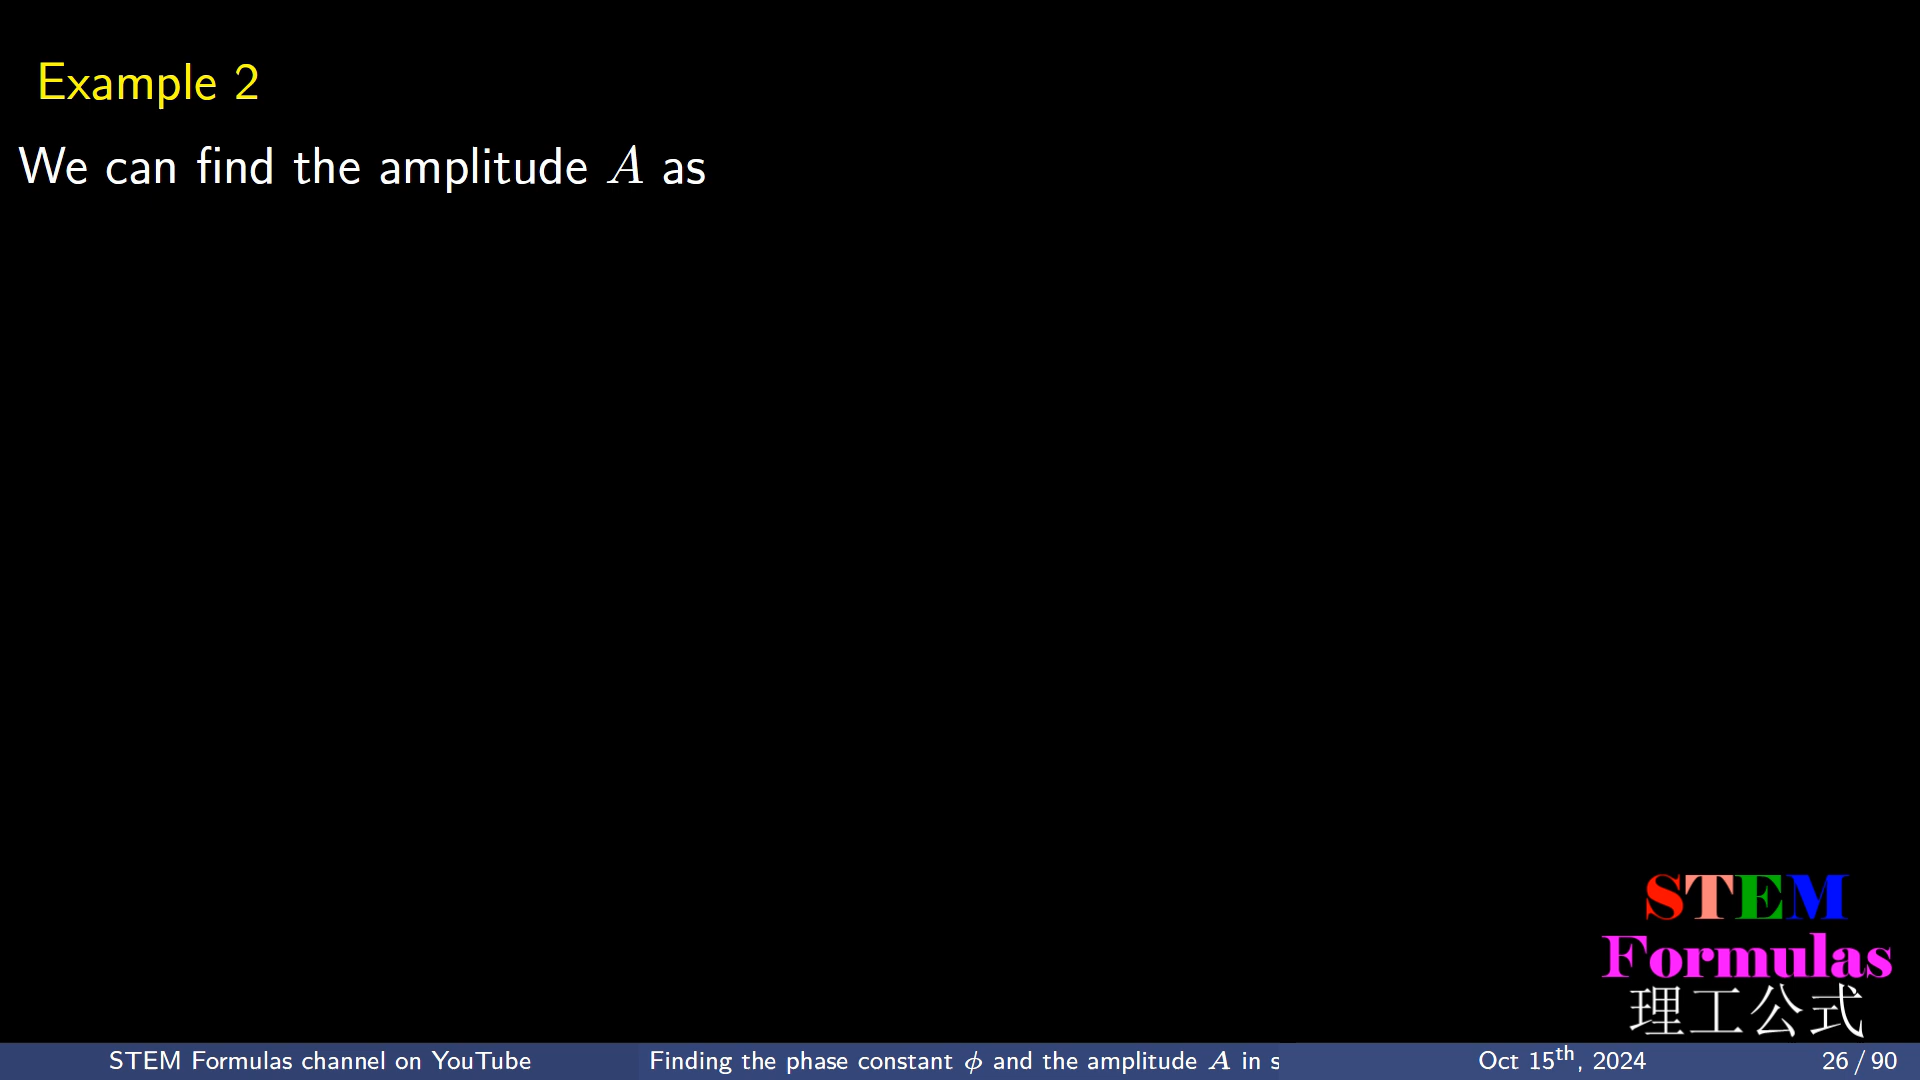 Example 2
We can find the amplitude A as
STEM
Formulas
理工公式
STEM Formulas channel on YouTube Finding the phase constant ϕ and the amplitude A in s Oct 15th, 2024 26 / 90